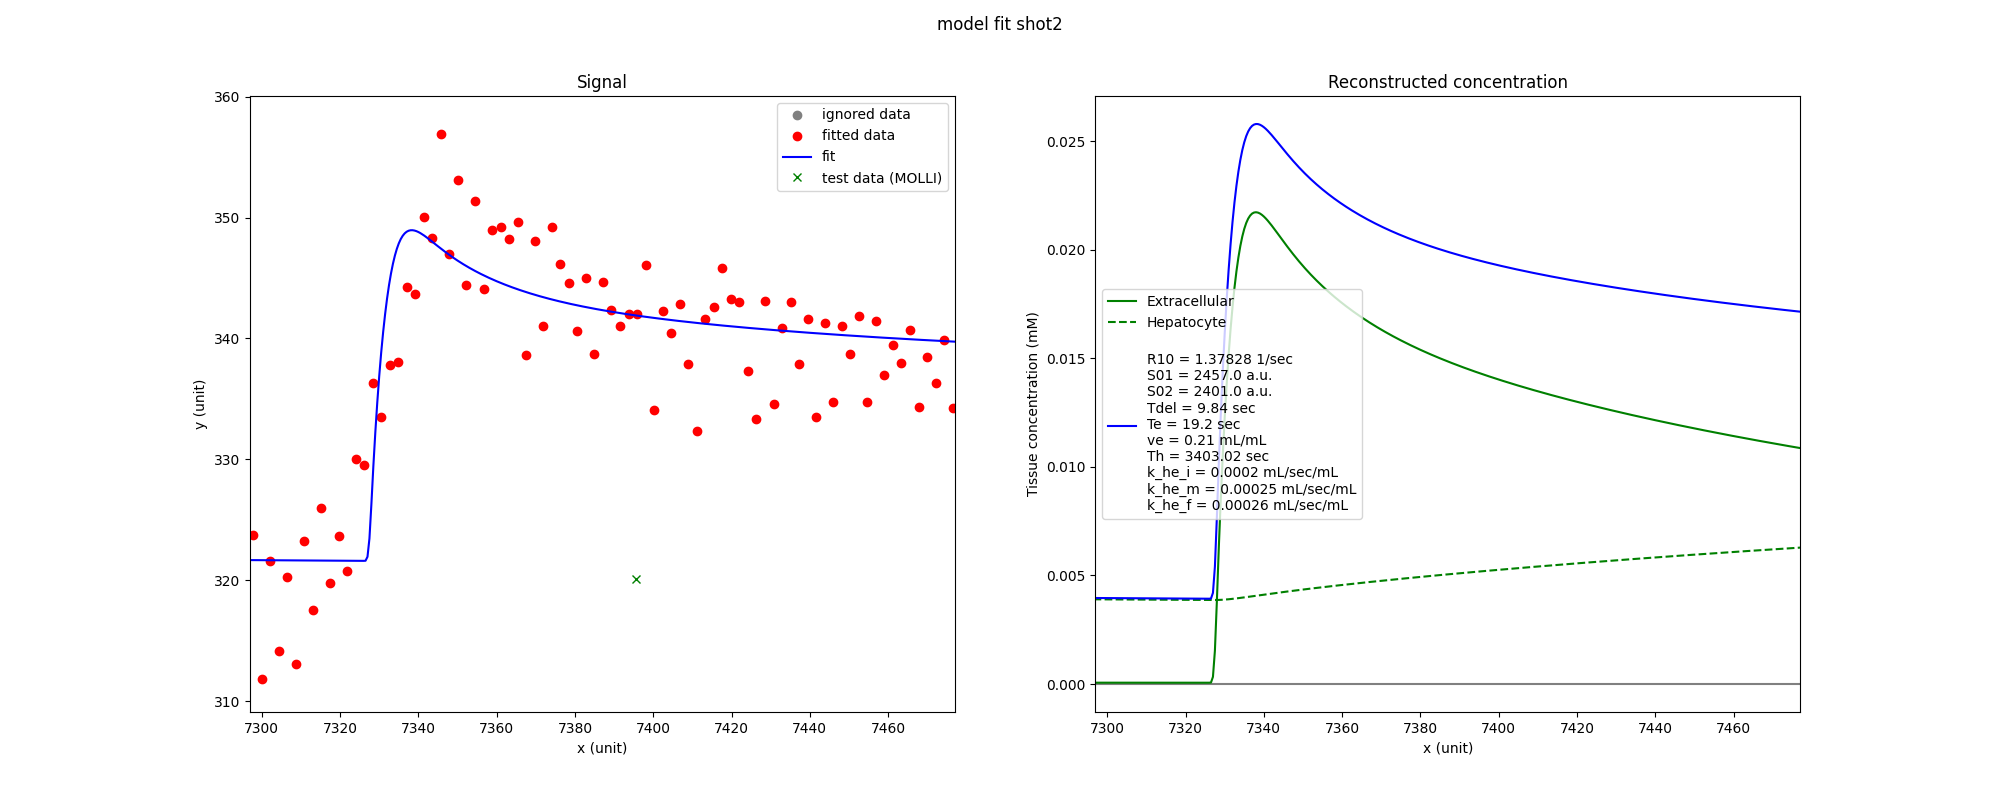 model fit shot2
Signal
360
350
340
330
320
310
y (unit)
7300 7320 7340 7360 7380 7400 7420 7440 7460
x (unit)
ignored data
fitted data
fit
test data (MOLLI)
Reconstructed concentration
0.025
0.020
0.015
0.010
0.005
0.000
Tissue concentration (mM)
7300 7320 7340 7360 7380 7400 7420 7440 7460
x (unit)
Extracellular
Hepatocyte
R10 = 1.37828 1/sec
S01 = 2457.0 a.u.
S02 = 2401.0 a.u.
Tdel = 9.84 sec
Te = 19.2 sec
ve = 0.21 mL/mL
Th = 3403.02 sec
k_he_i = 0.0002 mL/sec/mL
k_he_m = 0.00025 mL/sec/mL
k_he_f = 0.00026 mL/sec/mL